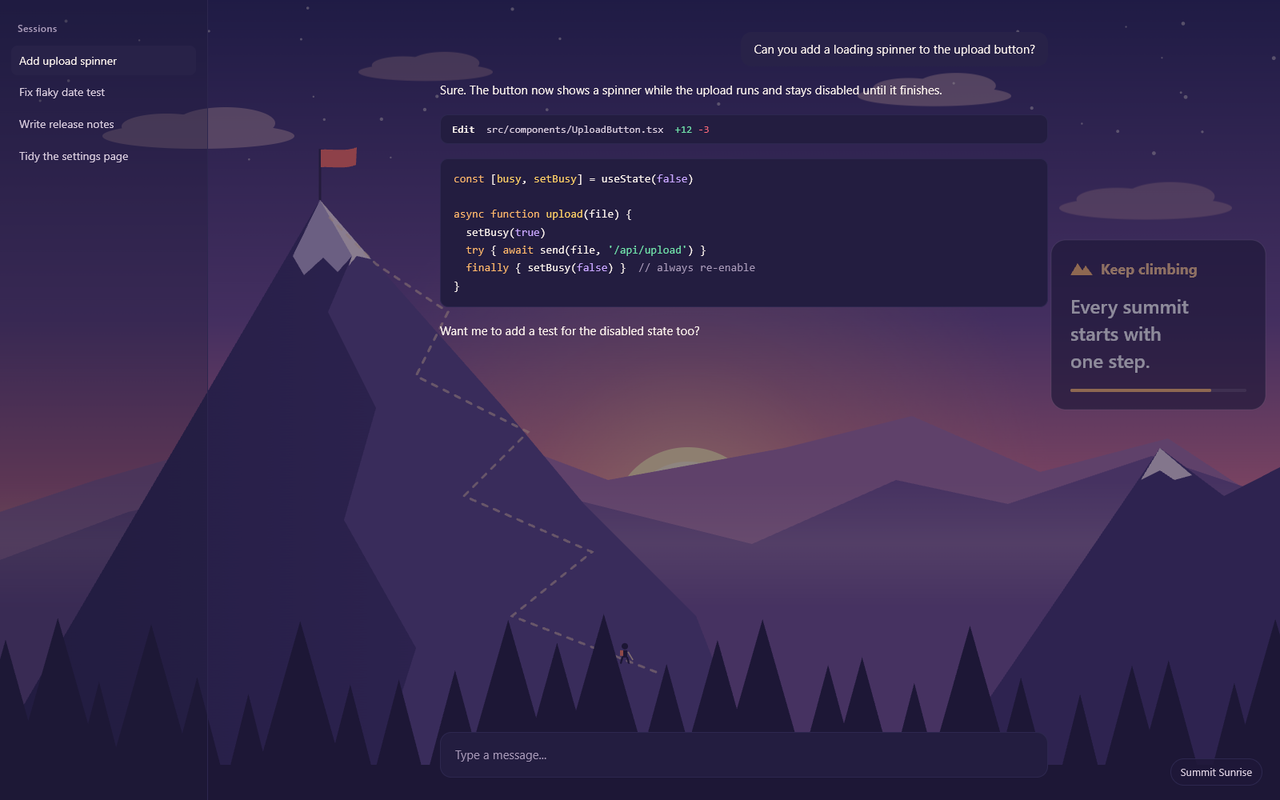 Sessions
Add upload spinner
Fix flaky date test
Write release notes
Tidy the settings page
Can you add a loading spinner to the upload button?
Sure. The button now shows a spinner while the upload runs and stays disabled until it finishes.
Edit src/components/UploadButton.tsx +12 -3
const [busy, setBusy] = useState(false)
async function upload(file) {
setBusy(true)
try { await send(file, '/api/upload') }
finally { setBusy(false) } // always re-enable
}
Want me to add a test for the disabled state too?
Keep climbing
Every summit
starts with
one step.
Type a message...
Summit Sunrise